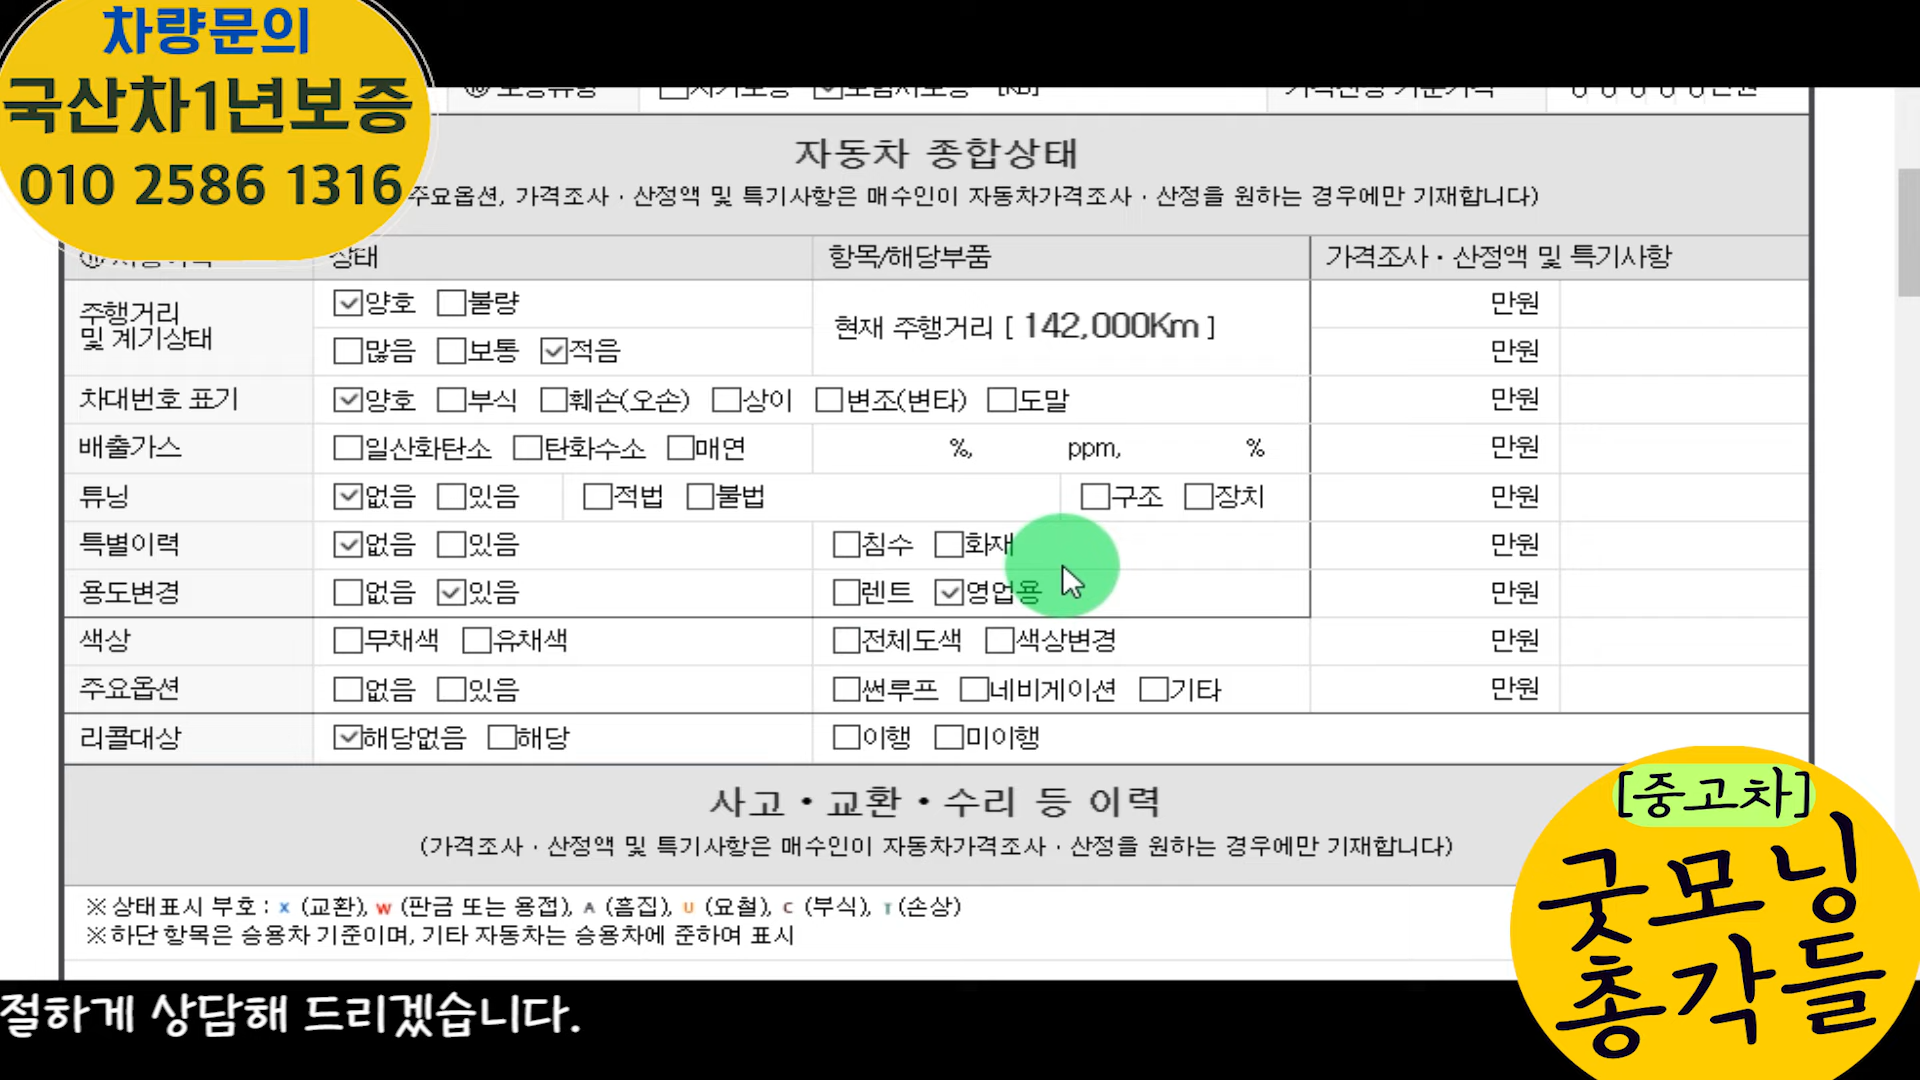 차량문의
국산차1년보증
010 2586 1316
자동차 종합상태
주요옵션, 가격조사 · 산정액 및 특기사항은 매수인이 자동차가격조사 · 산정을 원하는 경우에만 기재합니다)
상태 항목/해당부품 가격조사 · 산정액 및 특기사항
주행거리
및 계기상태
양호 불량 만원
현재 주행거리 [ 142,000Km ]
많음 보통 적음 만원
차대번호 표기 양호 부식 훼손(오손) 상이 변조(변타) 도말 만원
배출가스 일산화탄소 탄화수소 매연 %, ppm, % 만원
튜닝 없음 있음 적법 불법 구조 장치 만원
특별이력 없음 있음 침수 화재 만원
용도변경 없음 있음 렌트 영업용 만원
색상 무채색 유채색 전체도색 색상변경 만원
주요옵션 없음 있음 썬루프 네비게이션 기타 만원
리콜대상 해당없음 해당 이행 미이행
사고 • 교환 • 수리 등 이력
(가격조사 · 산정액 및 특기사항은 매수인이 자동차가격조사 · 산정을 원하는 경우에만 기재합니다)
※ 상태표시 부호 : X (교환), W (판금 또는 용접), A (흠집), U (요철), C (부식), T (손상)
※ 하단 항목은 승용차 기준이며, 기타 자동차는 승용차에 준하여 표시
[중고차]
굿모닝
총각들
절하게 상담해 드리겠습니다.